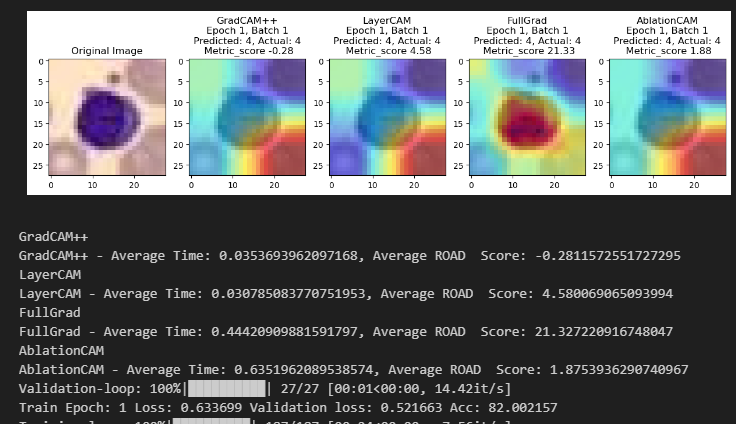 Original Image
GradCAM++
Epoch 1, Batch 1
Predicted: 4, Actual: 4
Metric_score -0.28
LayerCAM
Epoch 1, Batch 1
Predicted: 4, Actual: 4
Metric_score 4.58
FullGrad
Epoch 1, Batch 1
Predicted: 4, Actual: 4
Metric_score 21.33
AblationCAM
Epoch 1, Batch 1
Predicted: 4, Actual: 4
Metric_score 1.88
0
5
10
15
20
25
0 10 20
0
5
10
15
20
25
0 10 20
0
5
10
15
20
25
0 10 20
0
5
10
15
20
25
0 10 20
0
5
10
15
20
25
0 10 20
GradCAM++
GradCAM++ - Average Time: 0.0353693962097168, Average ROAD  Score: -0.2811572551727295
LayerCAM
LayerCAM - Average Time: 0.030785083770751953, Average ROAD  Score: 4.580069065093994
FullGrad
FullGrad - Average Time: 0.44420909881591797, Average ROAD  Score: 21.327220916748047
AblationCAM
AblationCAM - Average Time: 0.6351962089538574, Average ROAD  Score: 1.8753936290740967
Validation-loop: 100%|██████████| 27/27 [00:01<00:00, 14.42it/s]
Train Epoch: 1 Loss: 0.633699 Validation loss: 0.521663 Acc: 82.002157